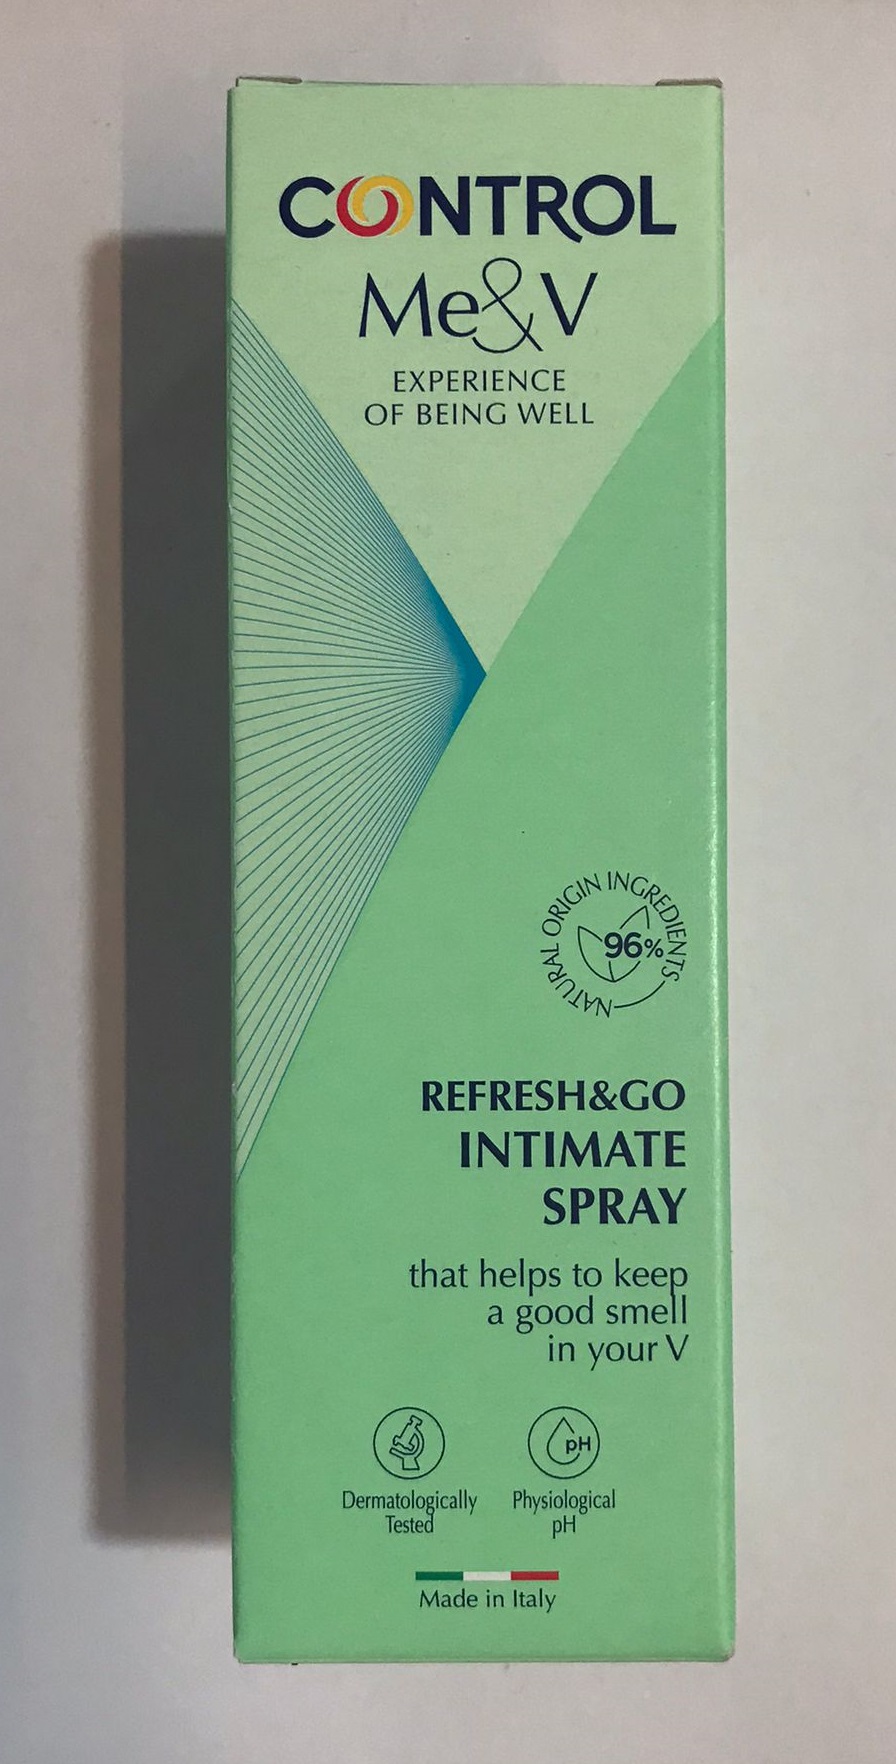 CONTROL
Me&V
EXPERIENCE
OF BEING WELL
NATURAL ORIGIN INGREDIENTS
96%
REFRESH&GO
INTIMATE
SPRAY
that helps to keep
a good smell
in your V
pH
Dermatologically
Tested
Physiological
pH
Made in Italy